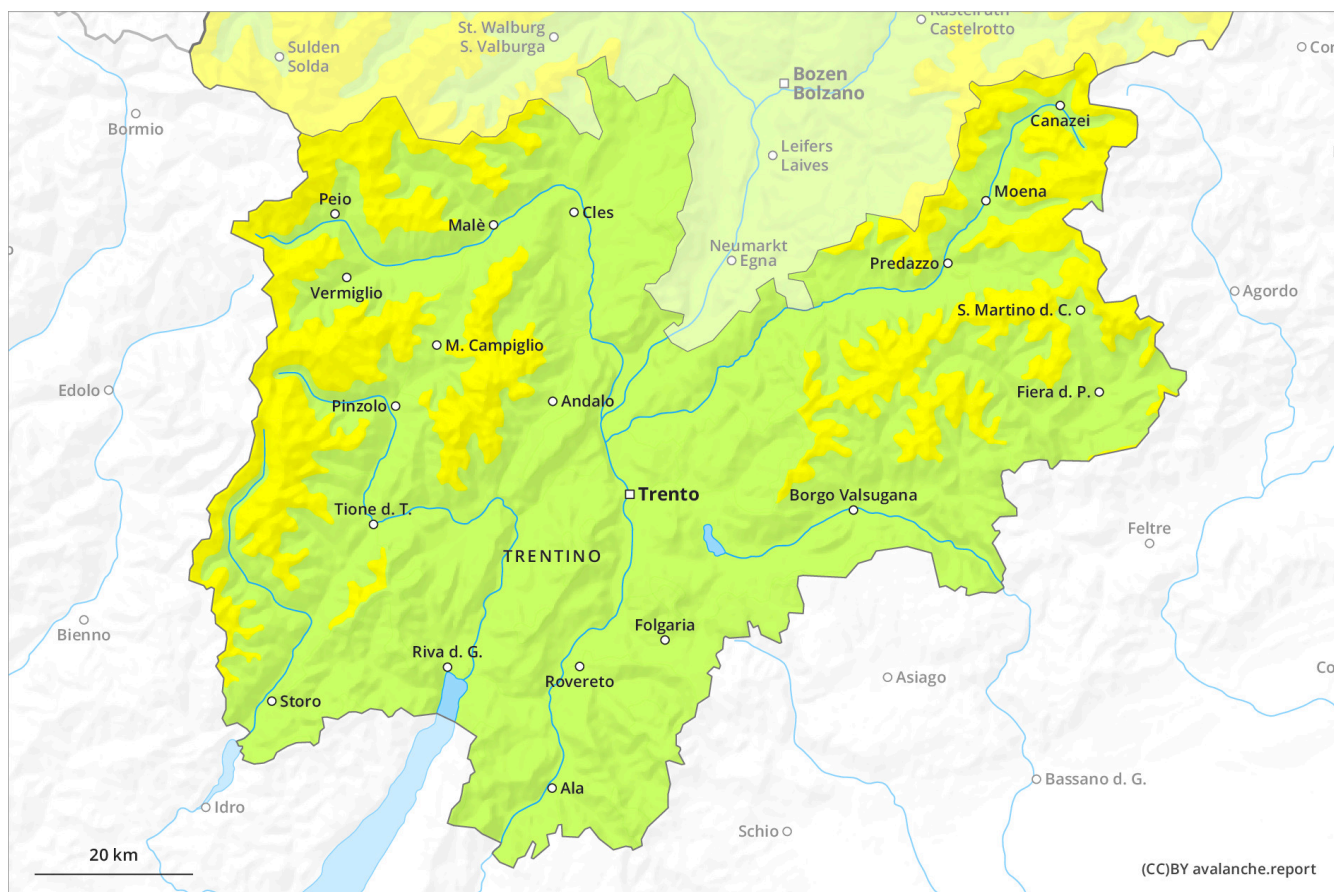 Kastelruth
Castelrotto
St. Walburg
S. Valburga
Sulden
Solda
Bozen
Bolzano
Bormio
Canazei
Leifers
Laives
Peio
Malè
Cles
Moena
Neumarkt
Egna
Predazzo
Vermiglio
Agordo
S. Martino d. C.
M. Campiglio
Edolo
Pinzolo
Andalo
Fiera d. P.
Trento
Borgo Valsugana
Tione d. T.
Feltre
TRENTINO
Bienno
Folgaria
Riva d. G.
Rovereto
Asiago
Storo
Ala
Bassano d. G.
Idro
Schio
20 km
(CC)BY avalanche.report